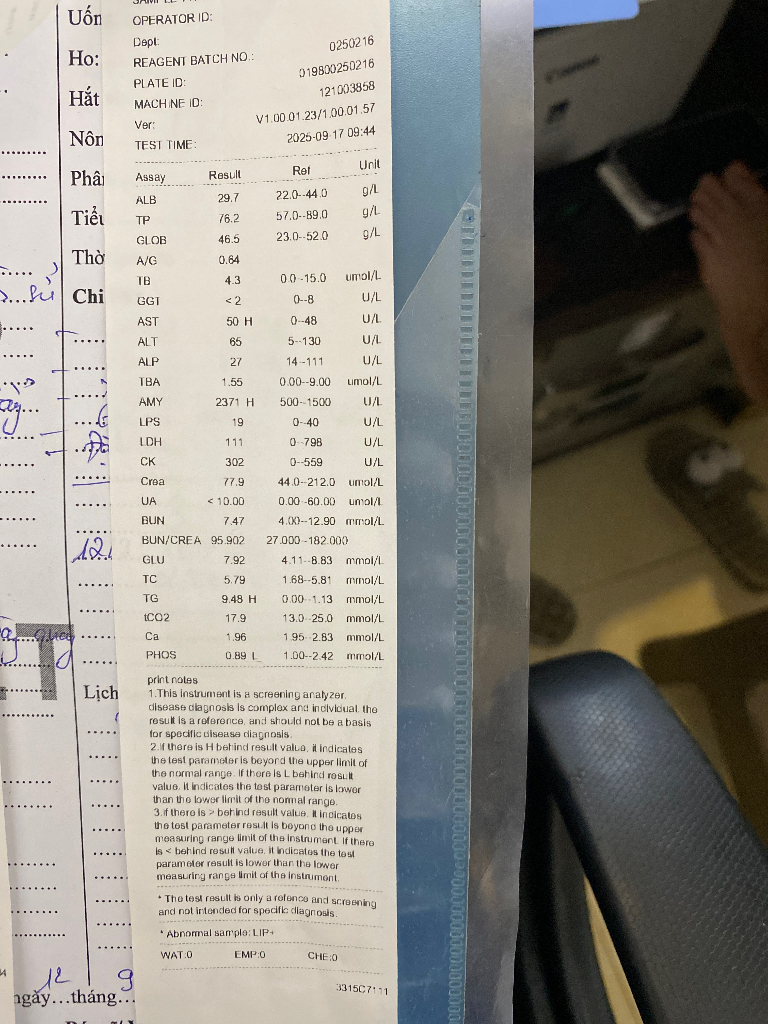 OPERATOR ID:
Dept:
REAGENT BATCH NO.: 0250216
PLATE ID: 019800250216
MACHINE ID: 121003858
Ver: V1.00.01.23/1.00.01.57
TEST TIME: 2025-09-17 09:44
Assay Result Ref Unit
ALB 29.7 22.0--44.0 g/L
TP 76.2 57.0--89.0 g/L
GLOB 46.5 23.0--52.0 g/L
A/G 0.64
TB 4.3 0.0--15.0 umol/L
GGT <2 0--8 U/L
AST 50 H 0--48 U/L
ALT 65 5--130 U/L
ALP 27 14--111 U/L
TBA 1.55 0.00--9.00 umol/L
AMY 2371 H 500--1500 U/L
LPS 19 0--40 U/L
LDH 111 0--798 U/L
CK 302 0--559 U/L
Crea 77.9 44.0--212.0 umol/L
UA <10.00 0.00--60.00 umol/L
BUN 7.47 4.00--12.90 mmol/L
BUN/CREA 95.902 27.000--182.000
GLU 7.92 4.11--8.83 mmol/L
TC 5.79 1.68--5.81 mmol/L
TG 9.48 H 0.00--1.13 mmol/L
tCO2 17.9 13.0--25.0 mmol/L
Ca 1.96 1.95--2.83 mmol/L
PHOS 0.89 L 1.00--2.42 mmol/L
print notes
1.This instrument is a screening analyzer,
disease diagnosis is complex and individual, the
result is a reference, and should not be a basis
for specific disease diagnosis.
2.if there is H behind result value, it indicates
the test parameter is beyond the upper limit of
the normal range. If there is L behind result
value, it indicates the test parameter is lower
than the lower limit of the normal range.
3.if there is > behind result value, it indicates
the test parameter result is beyond the upper
measuring range limit of the instrument. If there
is < behind result value, it indicates the test
parameter result is lower than the lower
measuring range limit of the instrument.
* The test result is only a refence and screening
and not intended for specific diagnosis.
* Abnormal sample: LIP+
WAT:0 EMP:0 CHE:0
3315C7111
Uốn
Ho:
Hắt
Nôn
Phân
Tiểu
Thờ
Chi
12
Lịch
12 9
ngày...tháng...
Canon